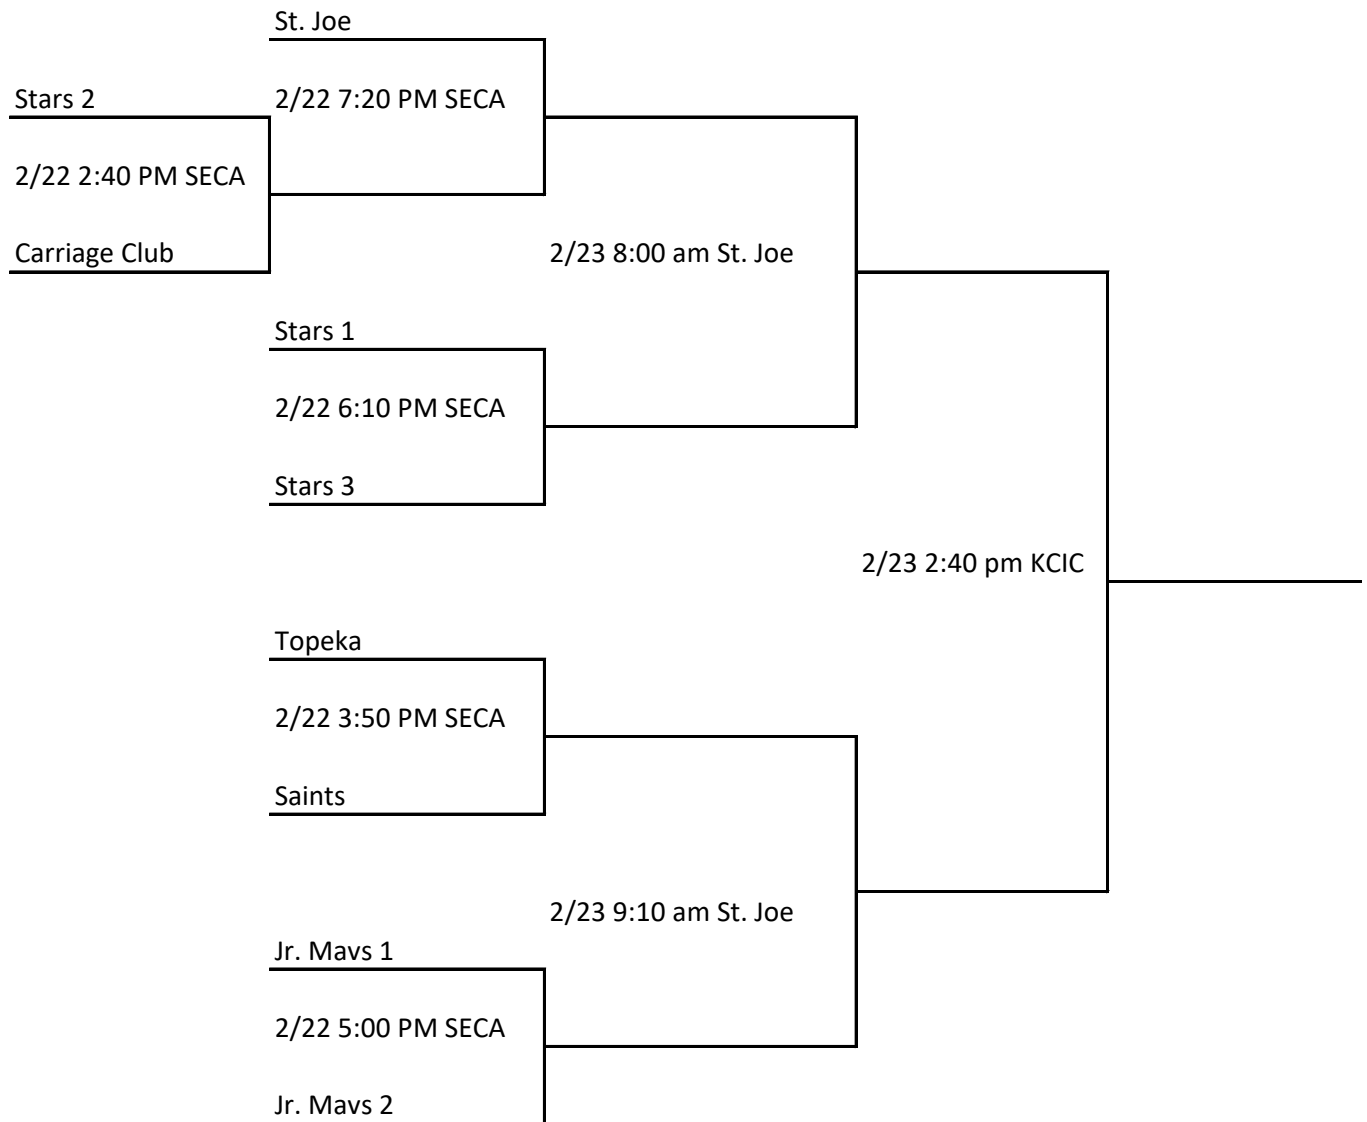 St. Joe
Stars 2
2/22 7:20 PM SECA
2/22 2:40 PM SECA
Carriage Club
2/23 8:00 am St. Joe
Stars 1
2/22 6:10 PM SECA
Stars 3
2/23 2:40 pm KCIC
Topeka
2/22 3:50 PM SECA
Saints
2/23 9:10 am St. Joe
Jr. Mavs 1
2/22 5:00 PM SECA
Jr. Mavs 2